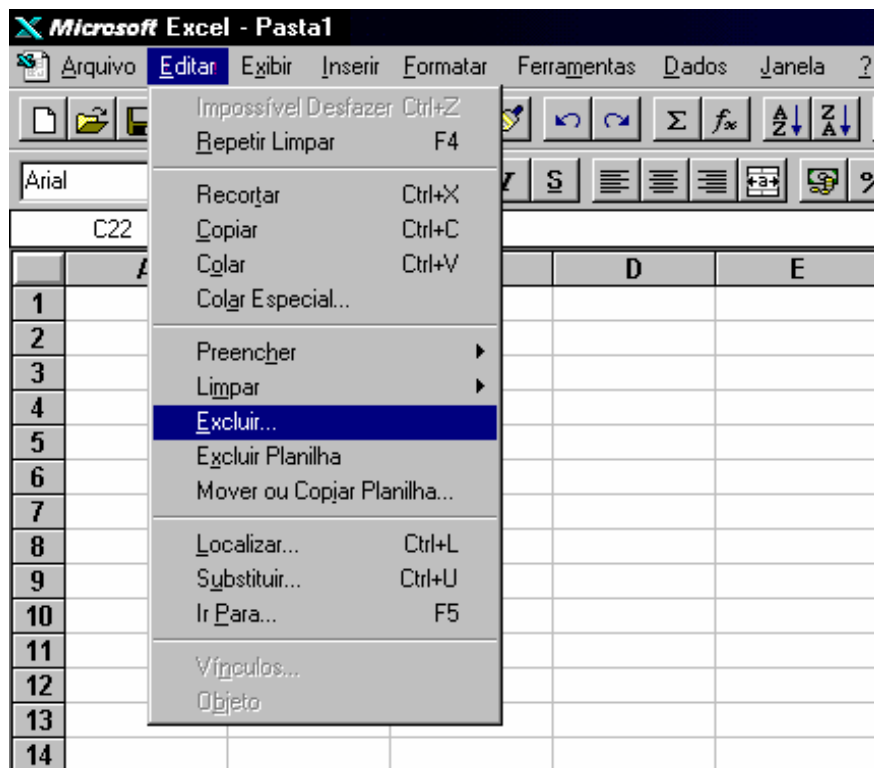 Microsoft Excel - Pasta1
Arquivo Editar Exibir Inserir Formatar Ferramentas Dados Janela ?
Σ fx A Z Z A
Arial I S a %
C22
A D E
Impossível Desfazer Ctrl+Z
Repetir Limpar F4
Recortar Ctrl+X
Copiar Ctrl+C
Colar Ctrl+V
Colar Especial...
Preencher
Limpar
Excluir...
Excluir Planilha
Mover ou Copiar Planilha...
Localizar... Ctrl+L
Substituir... Ctrl+U
Ir Para... F5
Vínculos...
Objeto
1
2
3
4
5
6
7
8
9
10
11
12
13
14